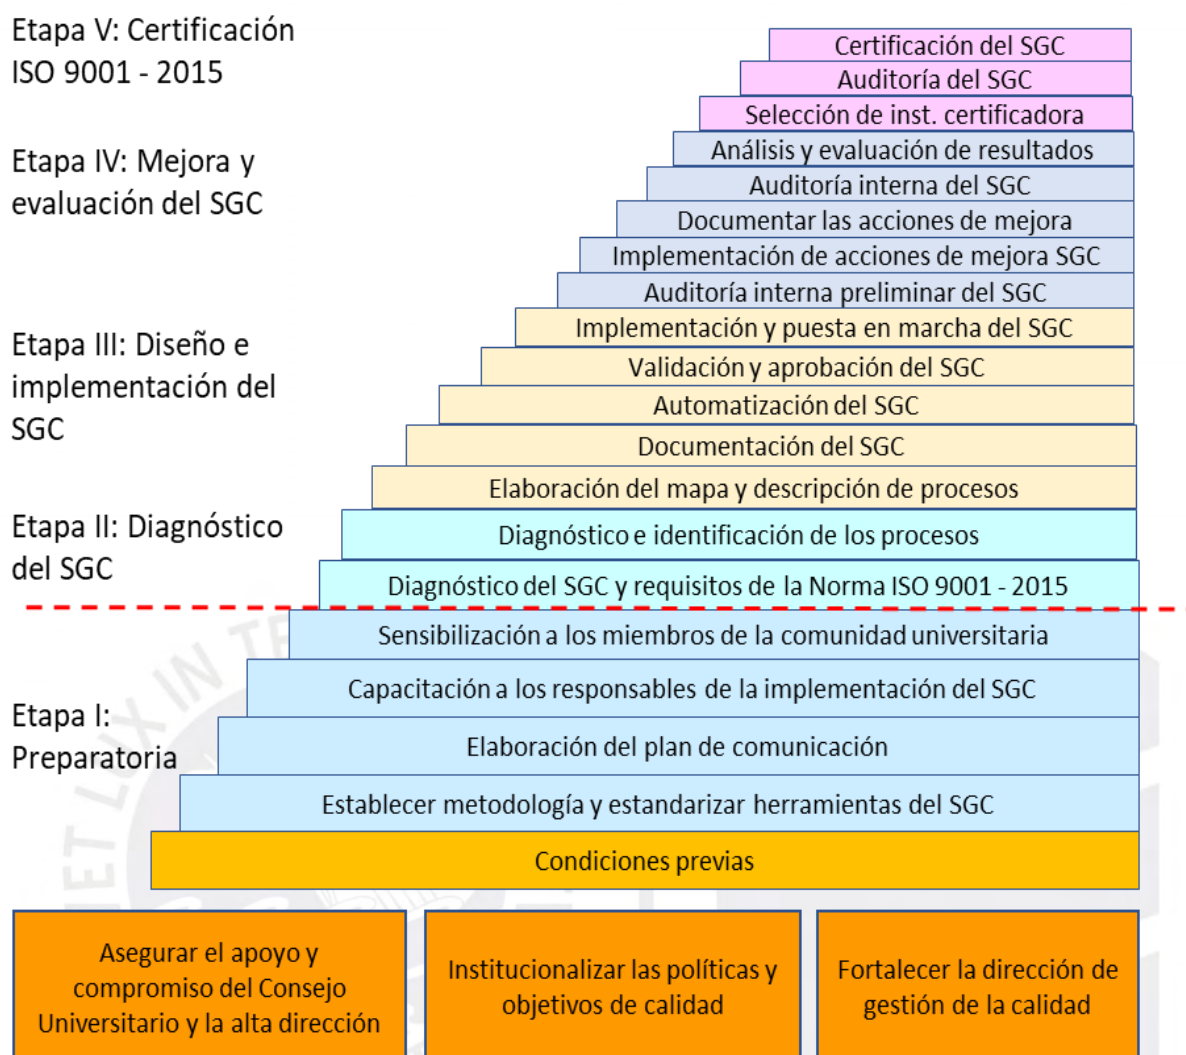 Etapa V: Certificación
ISO 9001 - 2015
Certificación del SGC
Auditoría del SGC
Selección de inst. certificadora
Etapa IV: Mejora y
evaluación del SGC
Análisis y evaluación de resultados
Auditoría interna del SGC
Documentar las acciones de mejora
Implementación de acciones de mejora SGC
Auditoría interna preliminar del SGC
Etapa III: Diseño e
implementación del
SGC
Implementación y puesta en marcha del SGC
Validación y aprobación del SGC
Automatización del SGC
Documentación del SGC
Elaboración del mapa y descripción de procesos
Etapa II: Diagnóstico
del SGC
Diagnóstico e identificación de los procesos
Diagnóstico del SGC y requisitos de la Norma ISO 9001 - 2015
Etapa I:
Preparatoria
Sensibilización a los miembros de la comunidad universitaria
Capacitación a los responsables de la implementación del SGC
Elaboración del plan de comunicación
Establecer metodología y estandarizar herramientas del SGC
Condiciones previas
Asegurar el apoyo y
compromiso del Consejo
Universitario y la alta dirección
Institucionalizar las políticas y
objetivos de calidad
Fortalecer la dirección de
gestión de la calidad
ET LUX IN TE